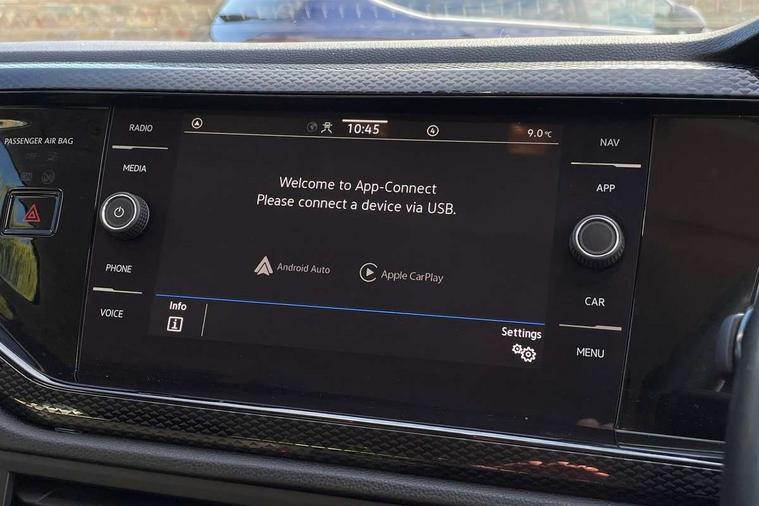 PASSENGER AIR BAG
RADIO
MEDIA
PHONE
VOICE
10:45
4
9.0°C
Welcome to App-Connect
Please connect a device via USB.
Android Auto
Apple CarPlay
Info
Settings
NAV
APP
CAR
MENU